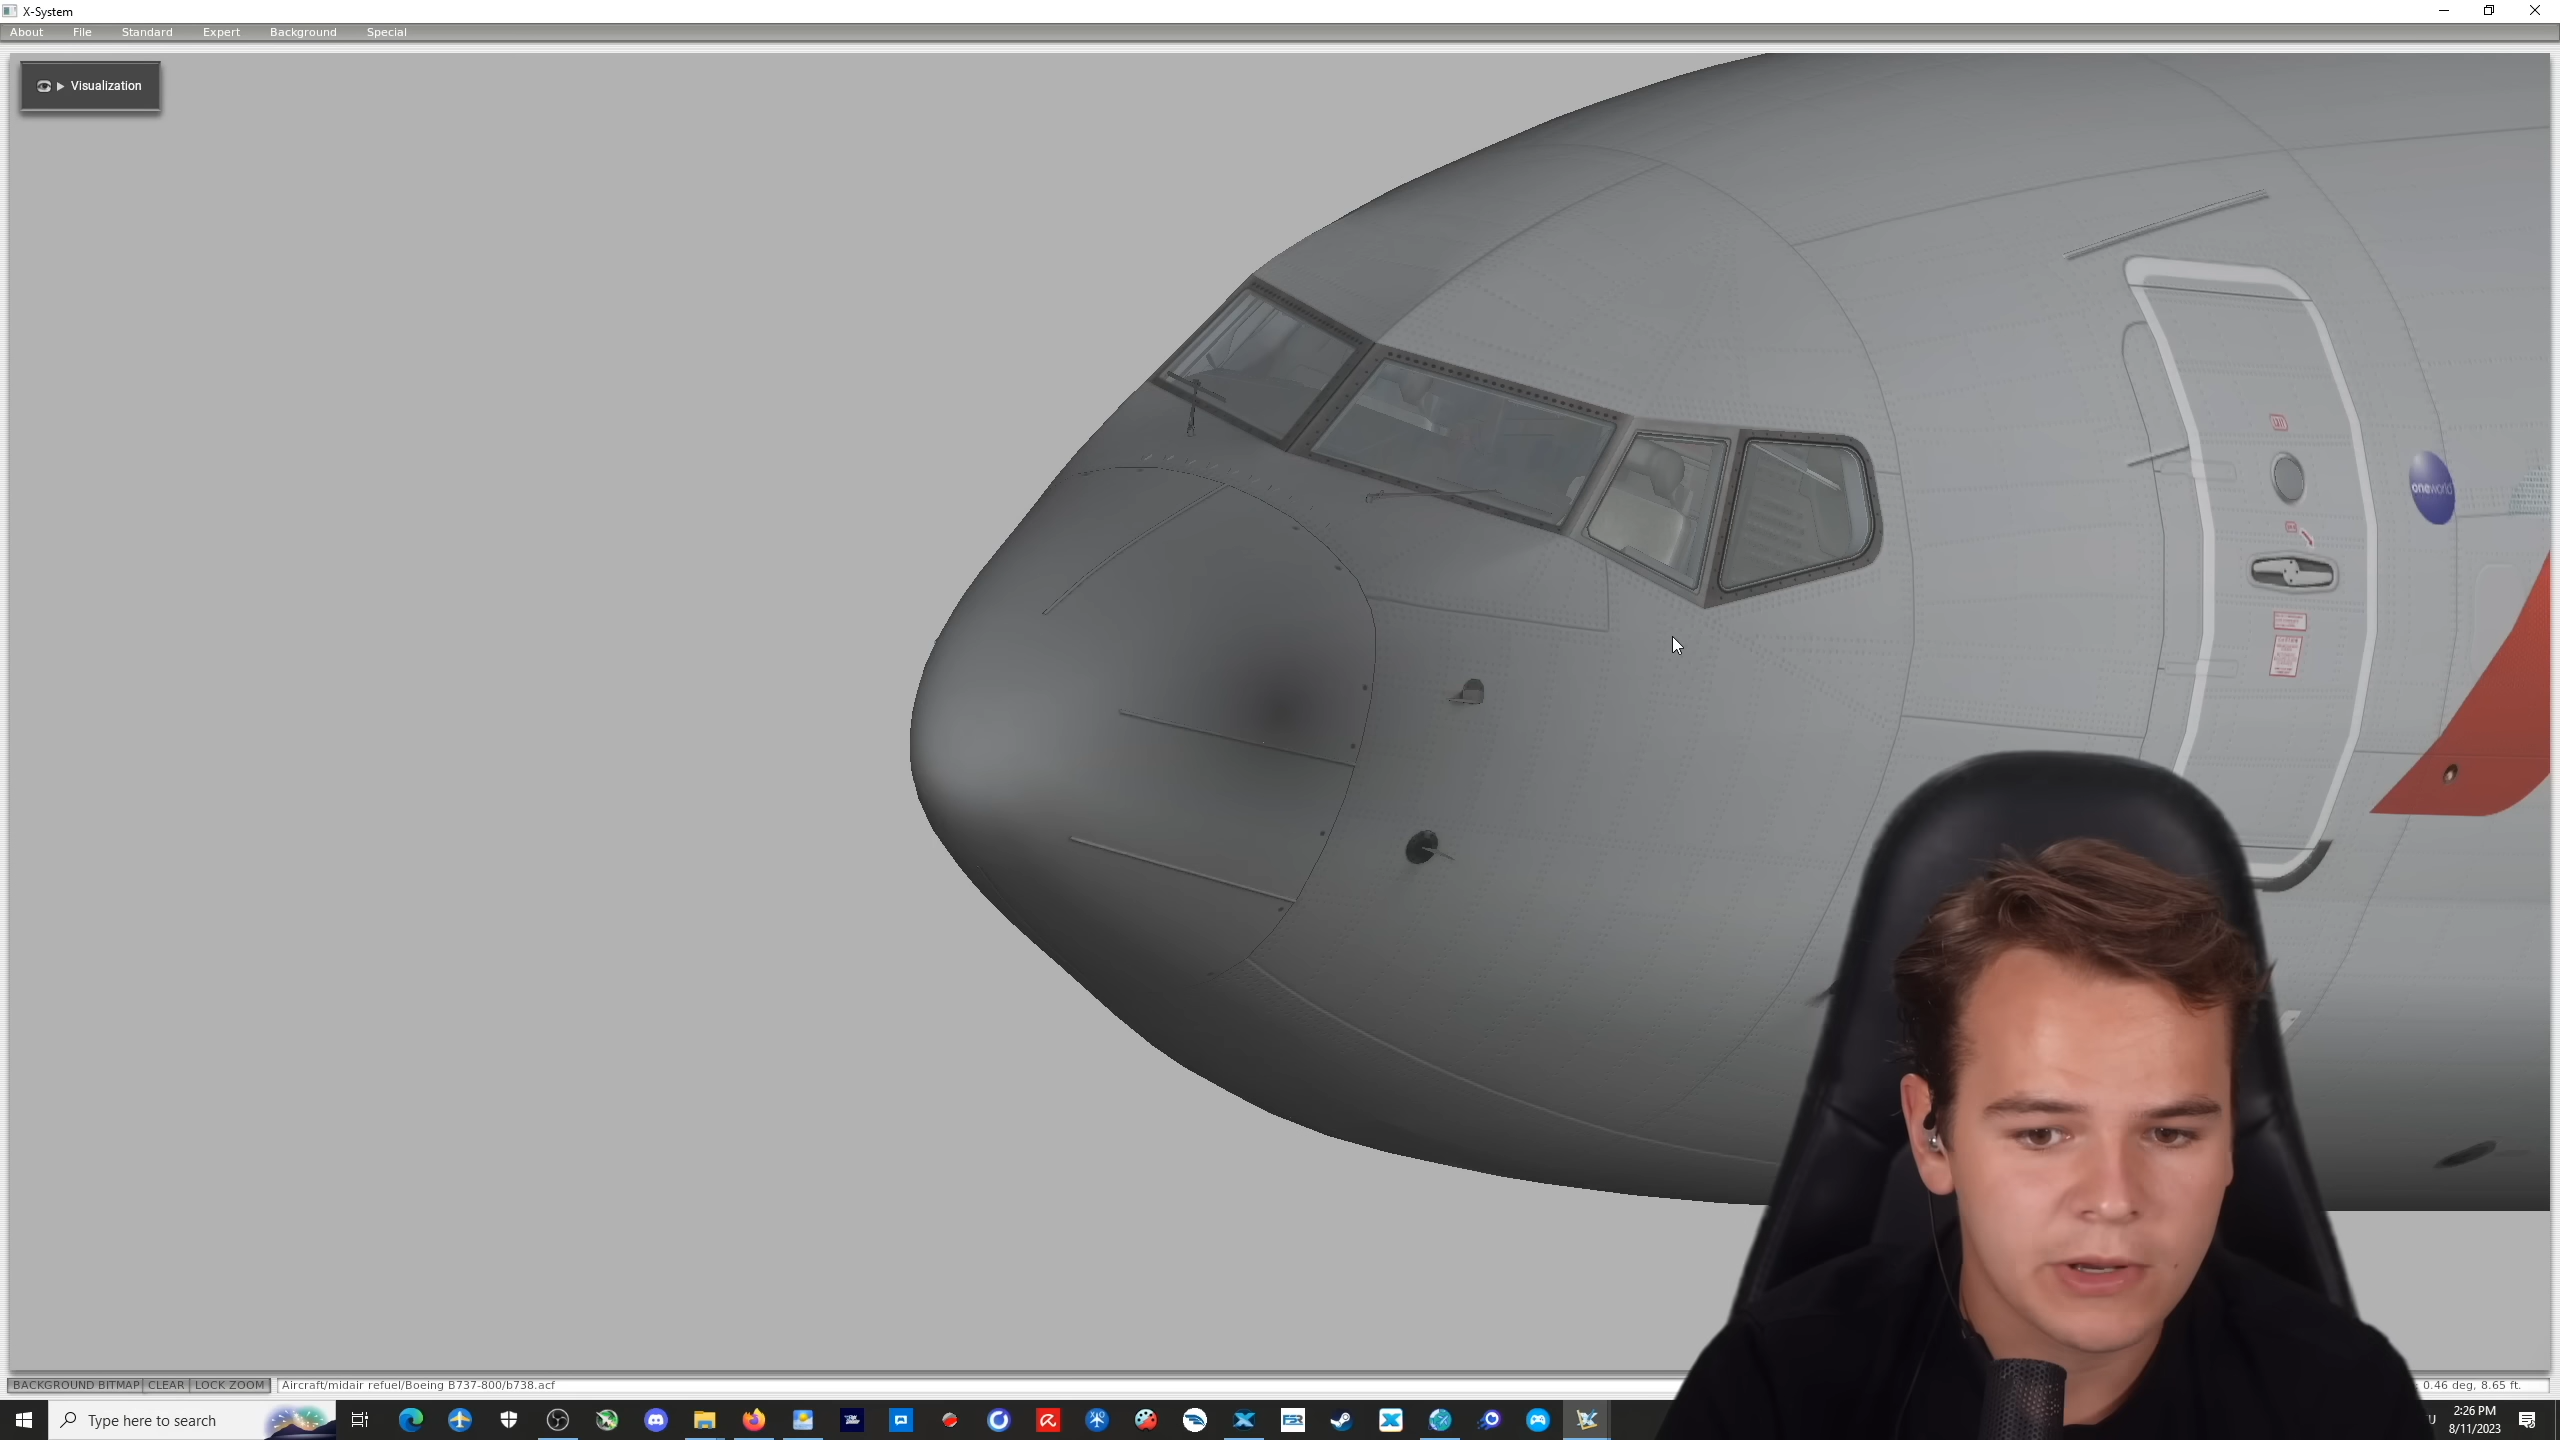 X-System
About File Standard Expert Background Special
Visualization
oneworld
BACKGROUND BITMAP CLEAR LOCK ZOOM Aircraft/midair refuel/Boeing B737-800/b738.acf
0.46 deg, 8.65 ft.
Type here to search
FSR
2:26 PM
8/11/2023